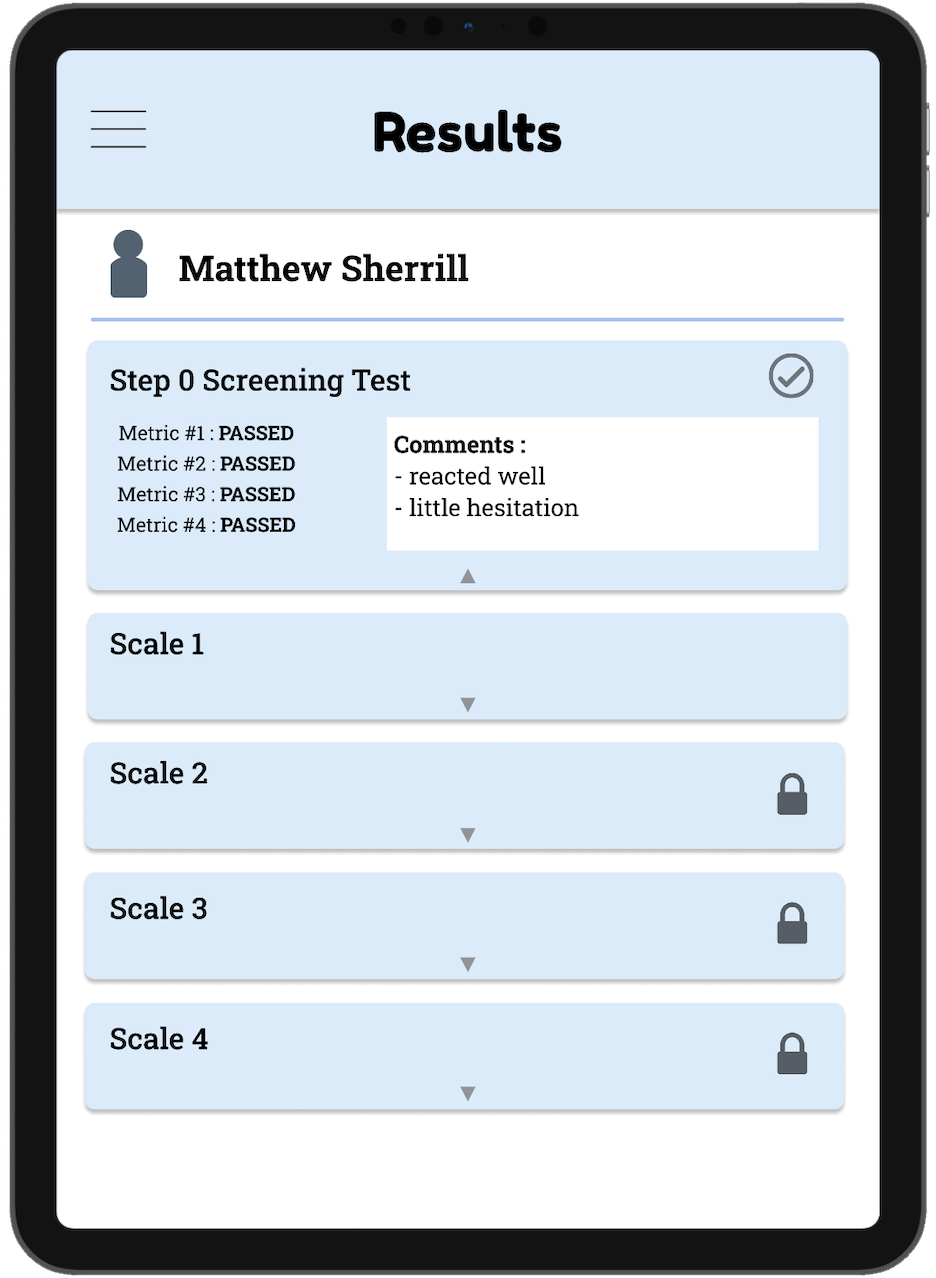 Results
Matthew Sherrill
Step 0 Screening Test
Metric #1 : PASSED
Metric #2 : PASSED
Metric #3 : PASSED
Metric #4 : PASSED
Comments :
- reacted well
- little hesitation
Scale 1
Scale 2
Scale 3
Scale 4